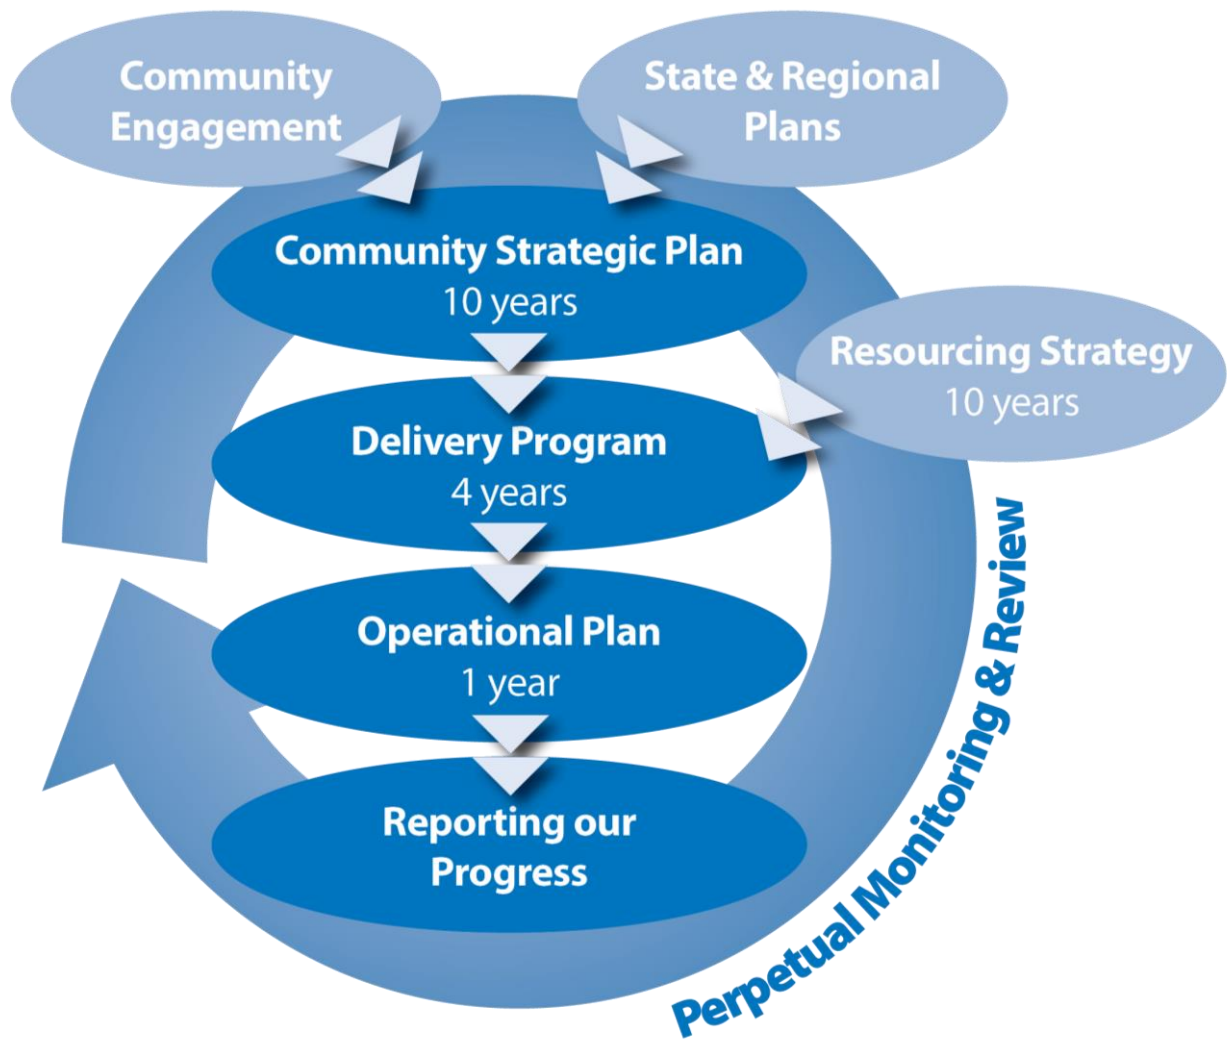 Community
Engagement
State & Regional
Plans
Community Strategic Plan
10 years
Resourcing Strategy
10 years
Delivery Program
4 years
Operational Plan
1 year
Reporting our
Progress
Perpetual Monitoring & Review